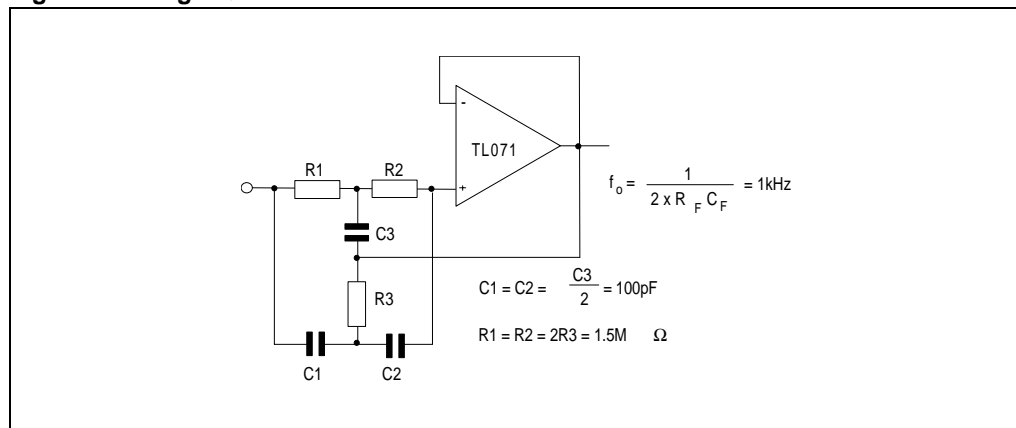 -
TL071
+
R1
R2
C3
R3
C1
C2
f o = 1 / 2 x R F C F = 1kHz
C1 = C2 = C3 / 2 = 100pF
R1 = R2 = 2R3 = 1.5M Ω